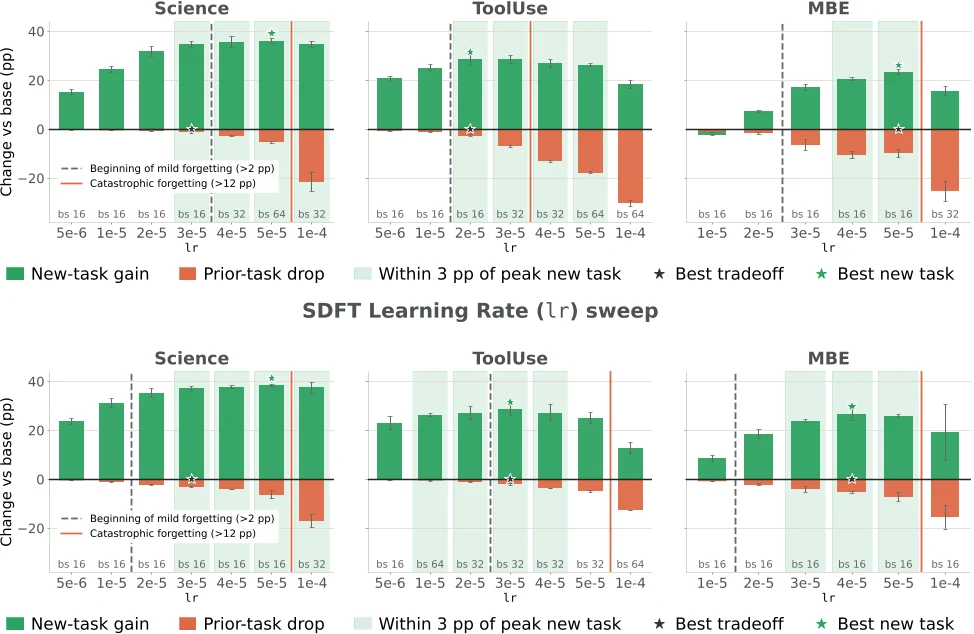 Science ToolUse MBE
Change vs base (pp)
40
20
0
−20
Beginning of mild forgetting (>2 pp)
Catastrophic forgetting (>12 pp)
bs 16 bs 16 bs 16 bs 16 bs 32 bs 64 bs 32
5e-6 1e-5 2e-5 3e-5 4e-5 5e-5 1e-4
lr
bs 16 bs 16 bs 16 bs 32 bs 32 bs 64 bs 64
5e-6 1e-5 2e-5 3e-5 4e-5 5e-5 1e-4
lr
bs 16 bs 16 bs 16 bs 16 bs 16 bs 32
1e-5 2e-5 3e-5 4e-5 5e-5 1e-4
lr
New-task gain Prior-task drop Within 3 pp of peak new task Best tradeoff Best new task
SDFT Learning Rate (lr) sweep
Science ToolUse MBE
Change vs base (pp)
40
20
0
−20
Beginning of mild forgetting (>2 pp)
Catastrophic forgetting (>12 pp)
bs 16 bs 16 bs 16 bs 16 bs 16 bs 16 bs 32
5e-6 1e-5 2e-5 3e-5 4e-5 5e-5 1e-4
lr
bs 16 bs 64 bs 32 bs 32 bs 32 bs 32 bs 64
5e-6 1e-5 2e-5 3e-5 4e-5 5e-5 1e-4
lr
bs 16 bs 16 bs 16 bs 16 bs 16 bs 16
1e-5 2e-5 3e-5 4e-5 5e-5 1e-4
lr
New-task gain Prior-task drop Within 3 pp of peak new task Best tradeoff Best new task